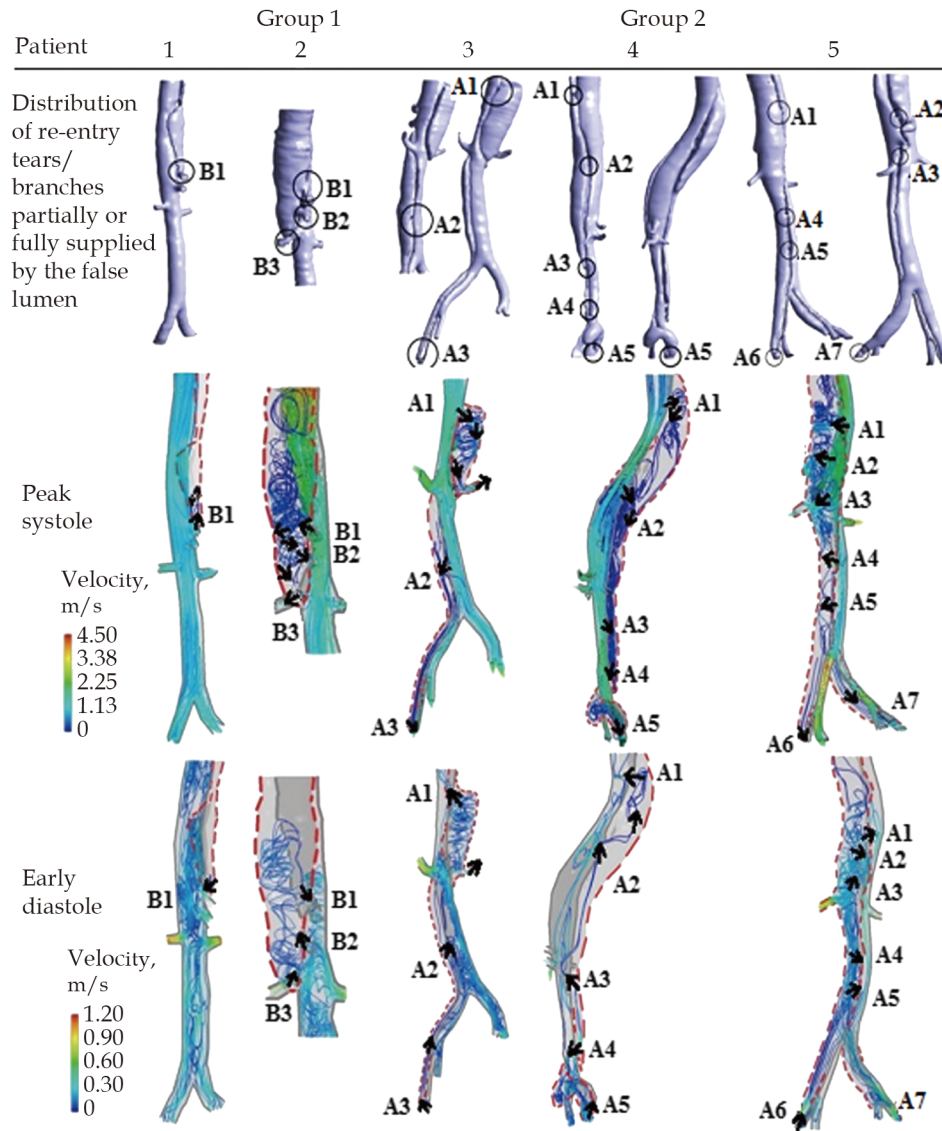 Group 1 Group 2
Patient 1 2 3 4 5
Distribution
of re-entry
tears/
branches
partially or
fully supplied
by the false
lumen
B1
B1
B2
B3
A1
A2
A3
A1
A2
A3
A4
A5
A5
A1
A4
A5
A6
A2
A3
A7
Peak
systole
Velocity,
m/s
4.50
3.38
2.25
1.13
0
B1
B1
B2
B3
A1
A2
A3
A1
A2
A3
A4
A5
A1
A2
A3
A4
A5
A6
A7
Early
diastole
Velocity,
m/s
1.20
0.90
0.60
0.30
0
B1
B1
B2
B3
A1
A2
A3
A1
A2
A3
A4
A5
A1
A2
A3
A4
A5
A6
A7